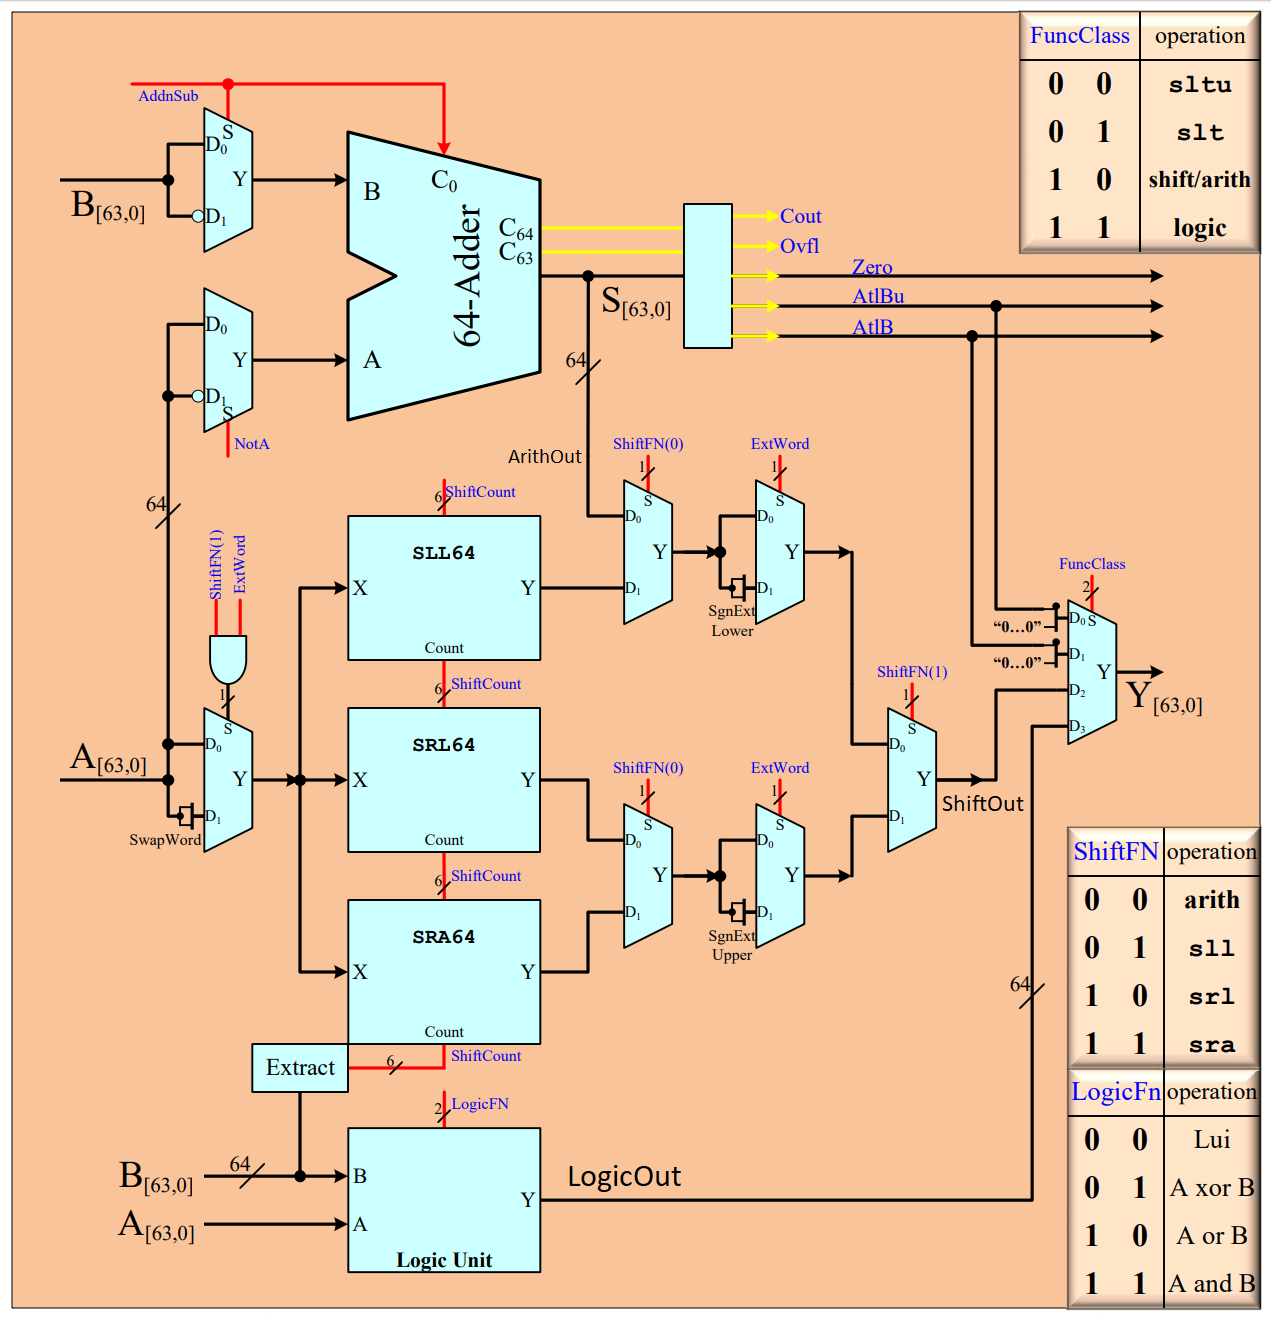 FuncClass operation
0 0 sltu
0 1 slt
1 0 shift/arith
1 1 logic
AddnSub
S
D0
Y
D1
B[63,0]
C0
B
64-Adder
C64
C63
A
S[63,0]
64
Cout
Ovfl
Zero
AtlBu
AtlB
D0
Y
D1
S
NotA
64
ArithOut
ShiftFN(0)
1
S
D0
Y
D1
ExtWord
1
S
D0
Y
D1
SgnExt
Lower
6
ShiftCount
SLL64
X
Y
Count
ShiftFN(1)
ExtWord
1
S
D0
Y
D1
A[63,0]
SwapWord
6
ShiftCount
SRL64
X
Y
Count
6
ShiftCount
SRA64
X
Y
Count
ShiftCount
6
Extract
ShiftFN(0)
1
S
D0
Y
D1
ExtWord
1
S
D0
Y
D1
SgnExt
Upper
ShiftFN(1)
1
S
D0
Y
D1
ShiftOut
FuncClass
2
S
D0
D1
D2
D3
Y
“0…0”
“0…0”
Y[63,0]
64
2
LogicFN
B[63,0]
64
B
A[63,0]
A
Y
Logic Unit
LogicOut
ShiftFN operation
0 0 arith
0 1 sll
1 0 srl
1 1 sra
LogicFn operation
0 0 Lui
0 1 A xor B
1 0 A or B
1 1 A and B